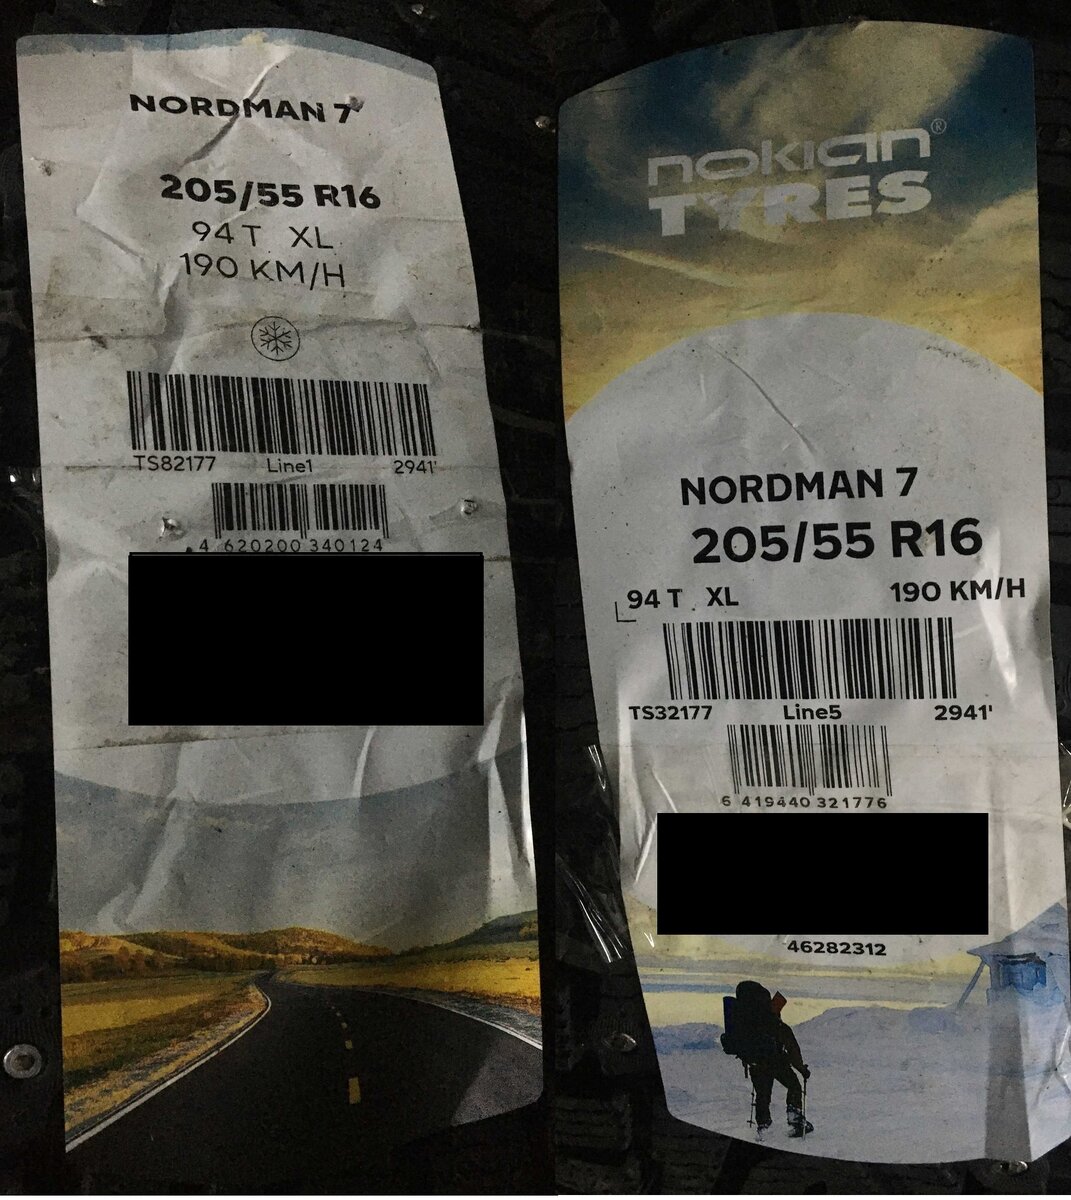 NORDMAN 7
205/55 R16
94 T XL
190 KM/H
TS82177 Line1 2941'
4 620200 340124
nokian®
TYRES
NORDMAN 7
205/55 R16
94 T XL 190 KM/H
TS32177 Line5 2941'
6 419440 321776
46282312